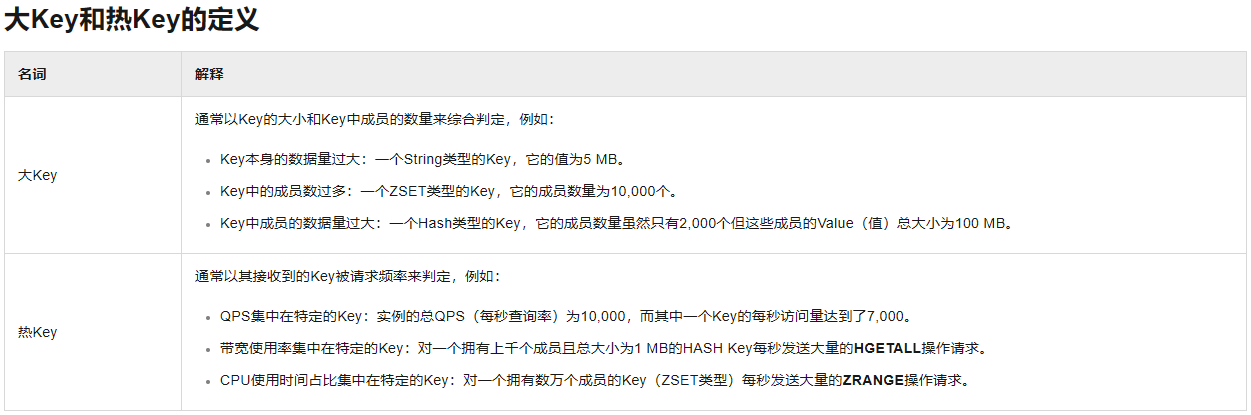 大Key和热Key的定义
名词
解释
大Key
通常以Key的大小和Key中成员的数量来综合判定，例如：
Key本身的数据量过大：一个String类型的Key，它的值为5 MB。
Key中的成员数过多：一个ZSET类型的Key，它的成员数量为10,000个。
Key中成员的数据量过大：一个Hash类型的Key，它的成员数量虽然只有2,000个但这些成员的Value（值）总大小为100 MB。
热Key
通常以其接收到的Key被请求频率来判定，例如：
QPS集中在特定的Key：实例的总QPS（每秒查询率）为10,000，而其中一个Key的每秒访问量达到了7,000。
带宽使用率集中在特定的Key：对一个拥有上千个成员且总大小为1 MB的HASH Key每秒发送大量的HGETALL操作请求。
CPU使用时间占比集中在特定的Key：对一个拥有数万个成员的Key（ZSET类型）每秒发送大量的ZRANGE操作请求。